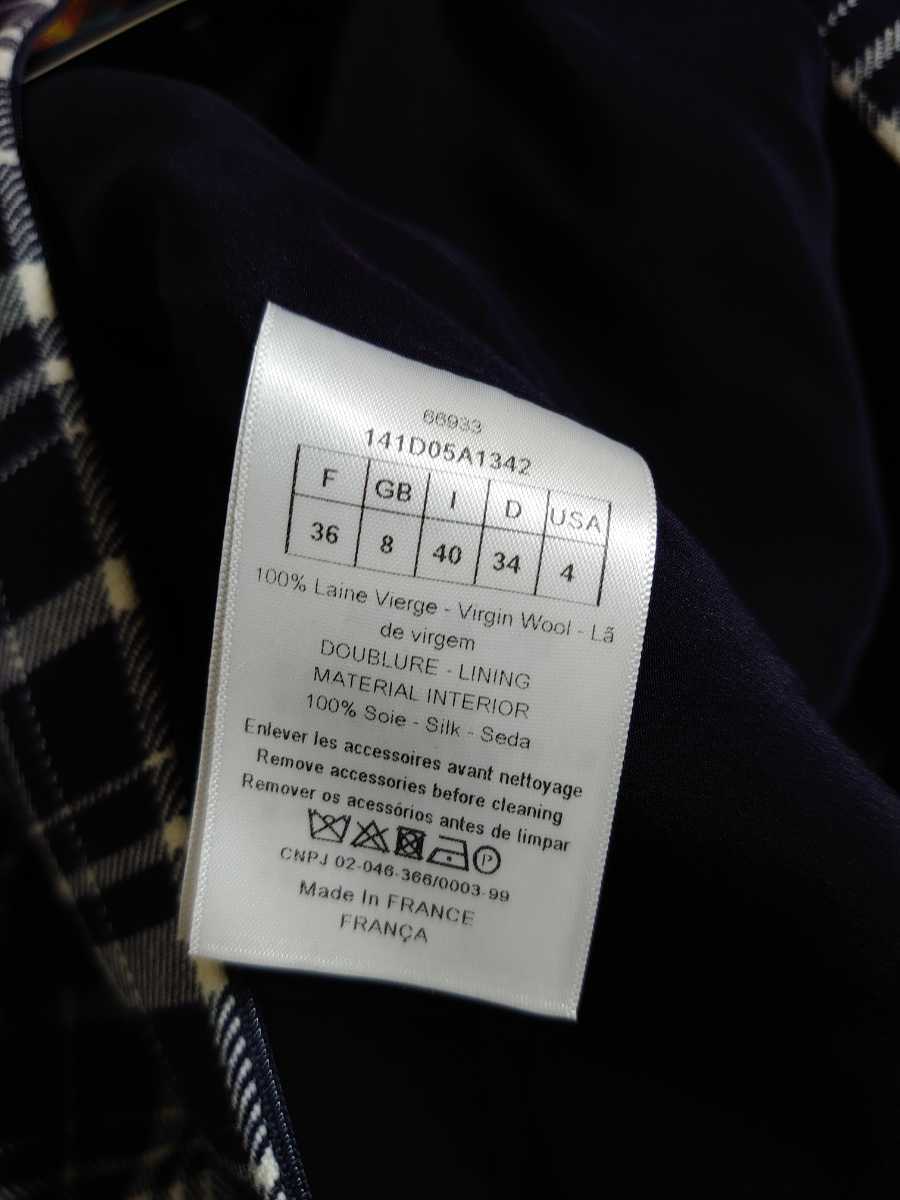 66933
141D05A1342
F GB I D USA
36 8 40 34 4
100% Laine Vierge - Virgin Wool - Lã
de virgem
DOUBLURE - LINING
MATERIAL INTERIOR
100% Soie - Silk - Seda
Enlever les accessoires avant nettoyage
Remove accessories before cleaning
Remover os acessórios antes de limpar
P
CNPJ 02-046-366/0003-99
Made In FRANCE
FRANÇA